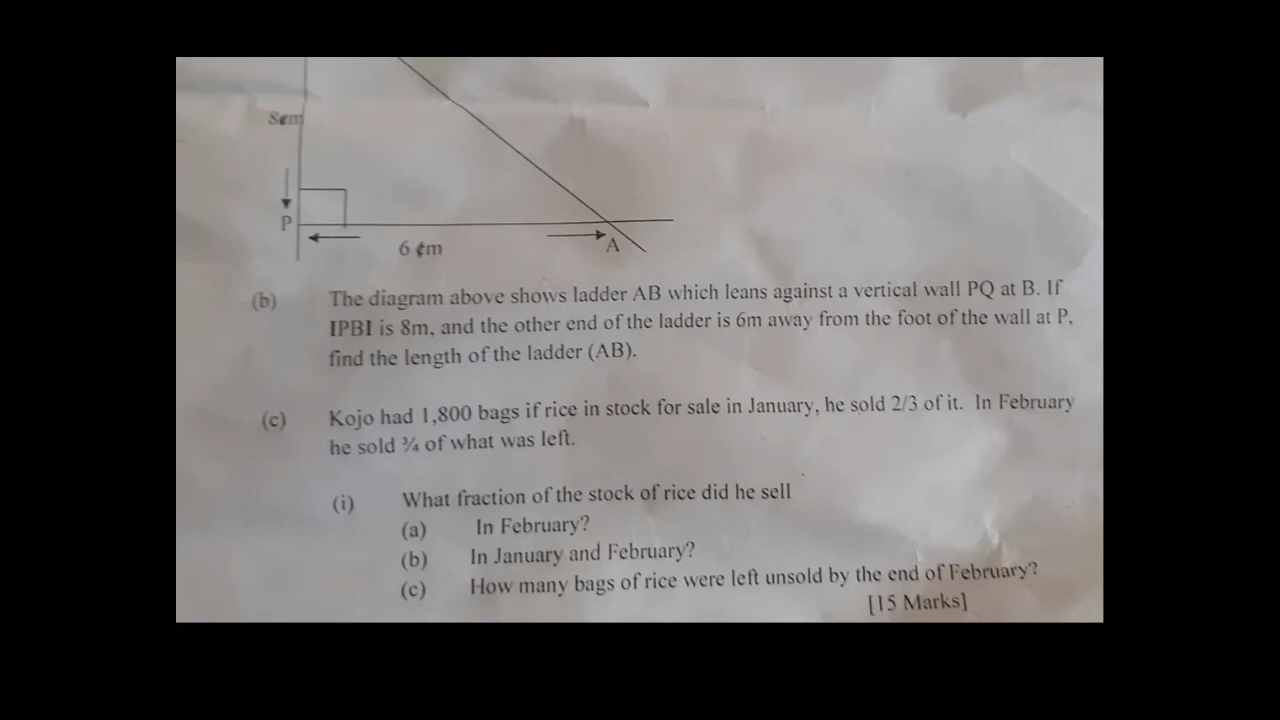 8cm
P
6 cm
A
(b) The diagram above shows ladder AB which leans against a vertical wall PQ at B. If
IPBI is 8m, and the other end of the ladder is 6m away from the foot of the wall at P,
find the length of the ladder (AB).
(c) Kojo had 1,800 bags if rice in stock for sale in January, he sold 2/3 of it. In February
he sold ¾ of what was left.
(i) What fraction of the stock of rice did he sell
(a) In February?
(b) In January and February?
(c) How many bags of rice were left unsold by the end of February?
[15 Marks]